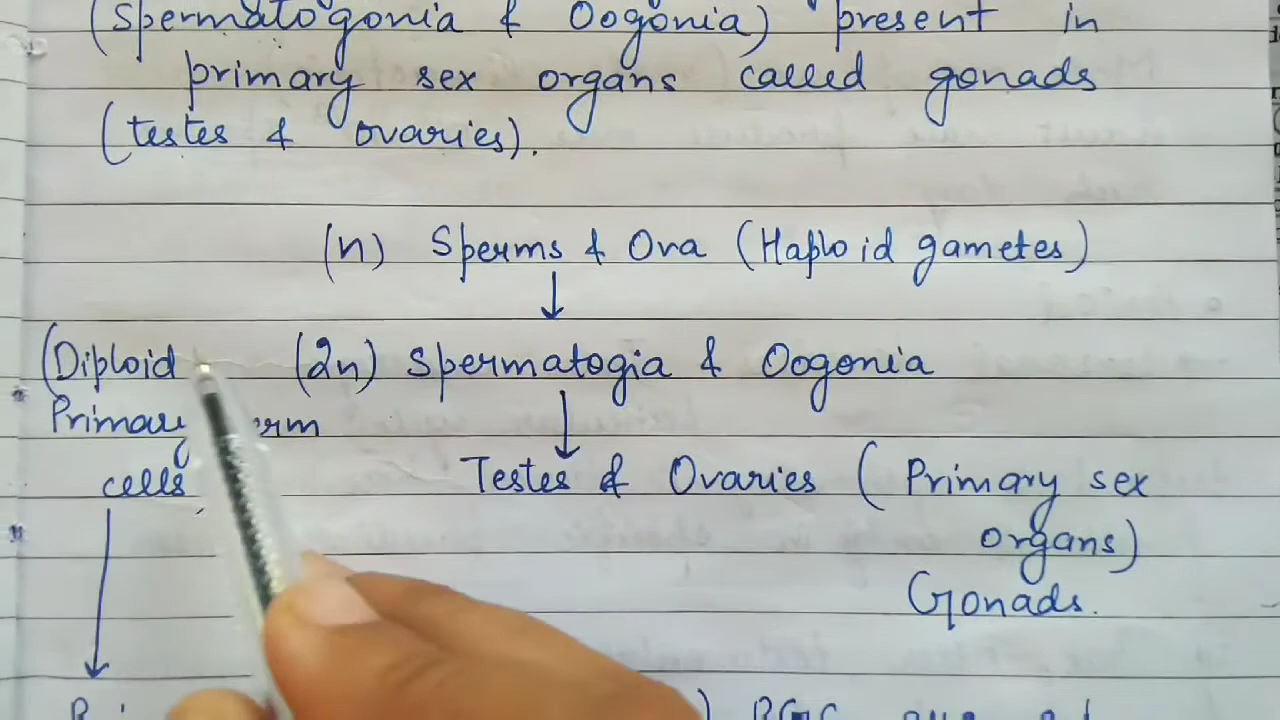 (Spermatogonia & Oogonia) present in
primary sex organs called gonads
(testes & ovaries).
(n) Sperms & Ova (Haploid gametes)
(Diploid (2n) Spermatogia & Oogonia
Primary
cells Testes & Ovaries (Primary sex
organs)
Gonads.